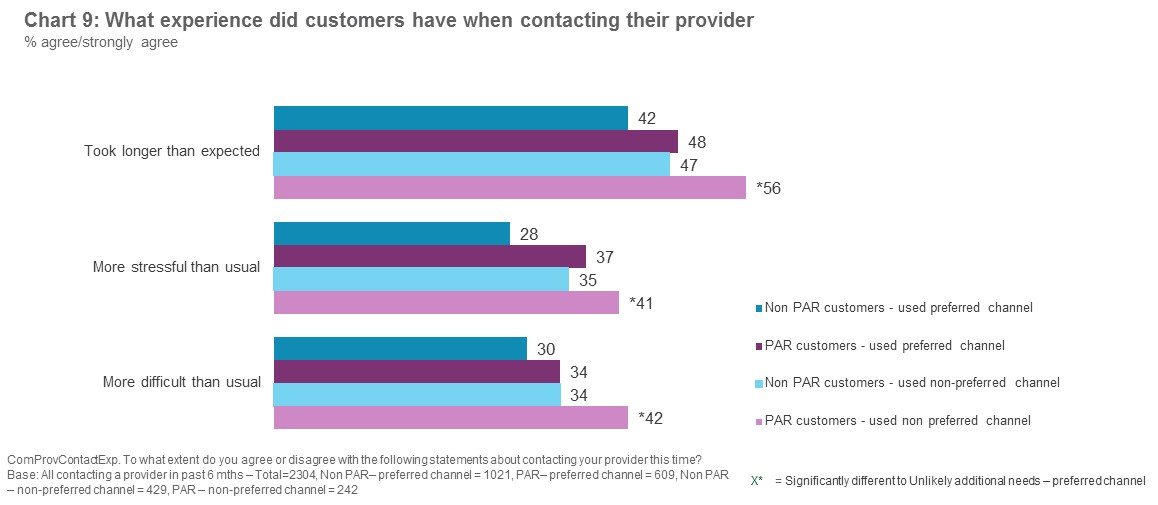 Chart 9: What experience did customers have when contacting their provider
% agree/strongly agree
Took longer than expected
42
48
47
*56
More stressful than usual
28
37
35
*41
More difficult than usual
30
34
34
*42
Non PAR customers - used preferred channel
PAR customers - used preferred channel
Non PAR customers - used non-preferred channel
PAR customers - used non preferred channel
ComProvContactExp. To what extent do you agree or disagree with the following statements about contacting your provider this time?
Base: All contacting a provider in past 6 mths – Total=2304, Non PAR– preferred channel = 1021, PAR– preferred channel = 609, Non PAR
– non-preferred channel = 429, PAR – non-preferred channel = 242
X* = Significantly different to Unlikely additional needs – preferred channel